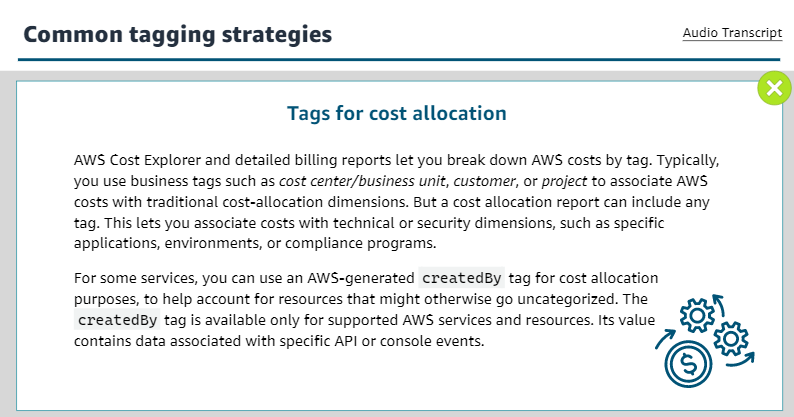 Common tagging strategies
Audio Transcript
Tags for cost allocation
AWS Cost Explorer and detailed billing reports let you break down AWS costs by tag. Typically,
you use business tags such as cost center/business unit, customer, or project to associate AWS
costs with traditional cost-allocation dimensions. But a cost allocation report can include any
tag. This lets you associate costs with technical or security dimensions, such as specific
applications, environments, or compliance programs.
For some services, you can use an AWS-generated createdBy tag for cost allocation
purposes, to help account for resources that might otherwise go uncategorized. The
createdBy tag is available only for supported AWS services and resources. Its value
contains data associated with specific API or console events.
$